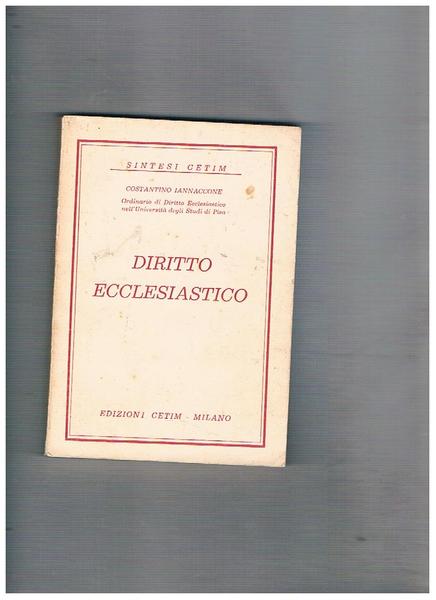 SINTESI CETIM
COSTANTINO IANNACCONE
Ordinario di Diritto Ecclesiastico
nell'Università degli Studi di Pisa
DIRITTO
ECCLESIASTICO
EDIZIONI CETIM - MILANO